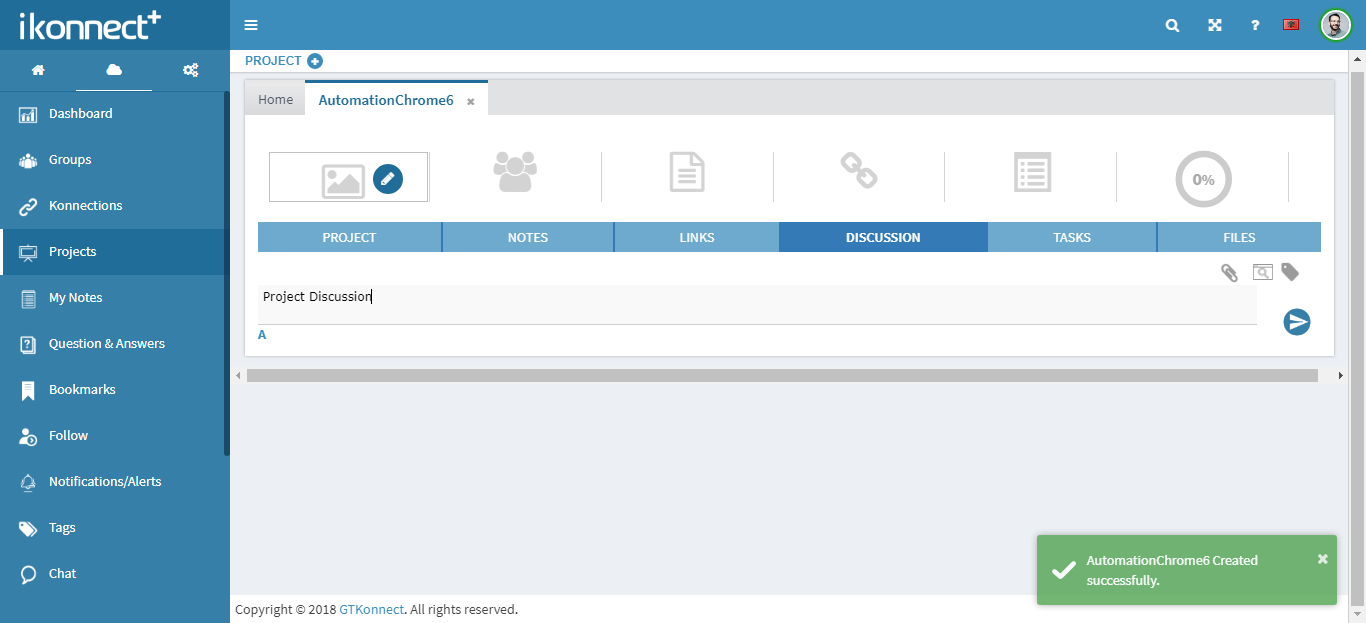 ikonnect+
?
PROJECT
Home
AutomationChrome6 ×
Dashboard
Groups
Konnections
Projects
My Notes
Question & Answers
Bookmarks
Follow
Notifications/Alerts
Tags
Chat
0%
PROJECT
NOTES
LINKS
DISCUSSION
TASKS
FILES
Project Discussion
A
AutomationChrome6 Created
successfully.
×
Copyright © 2018 GTKonnect. All rights reserved.